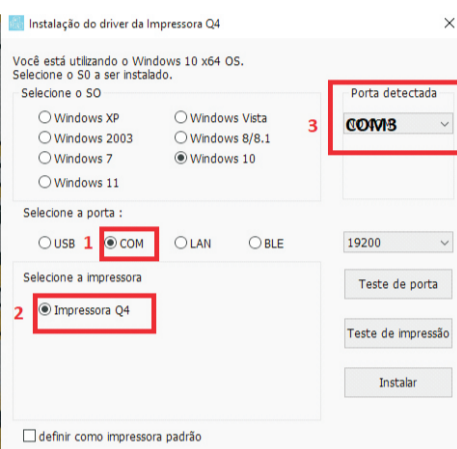 Instalação do driver da Impressora Q4
Você está utilizando o Windows 10 x64 OS.
Selecione o S0 a ser instalado.
Selecione o SO
Porta detectada
Windows XP
Windows Vista
3
COM3
Windows 2003
Windows 8/8.1
Windows 7
Windows 10
Windows 11
Selecione a porta :
USB
1
COM
LAN
BLE
19200
Selecione a impressora
Teste de porta
2
Impressora Q4
Teste de impressão
Instalar
definir como impressora padrão